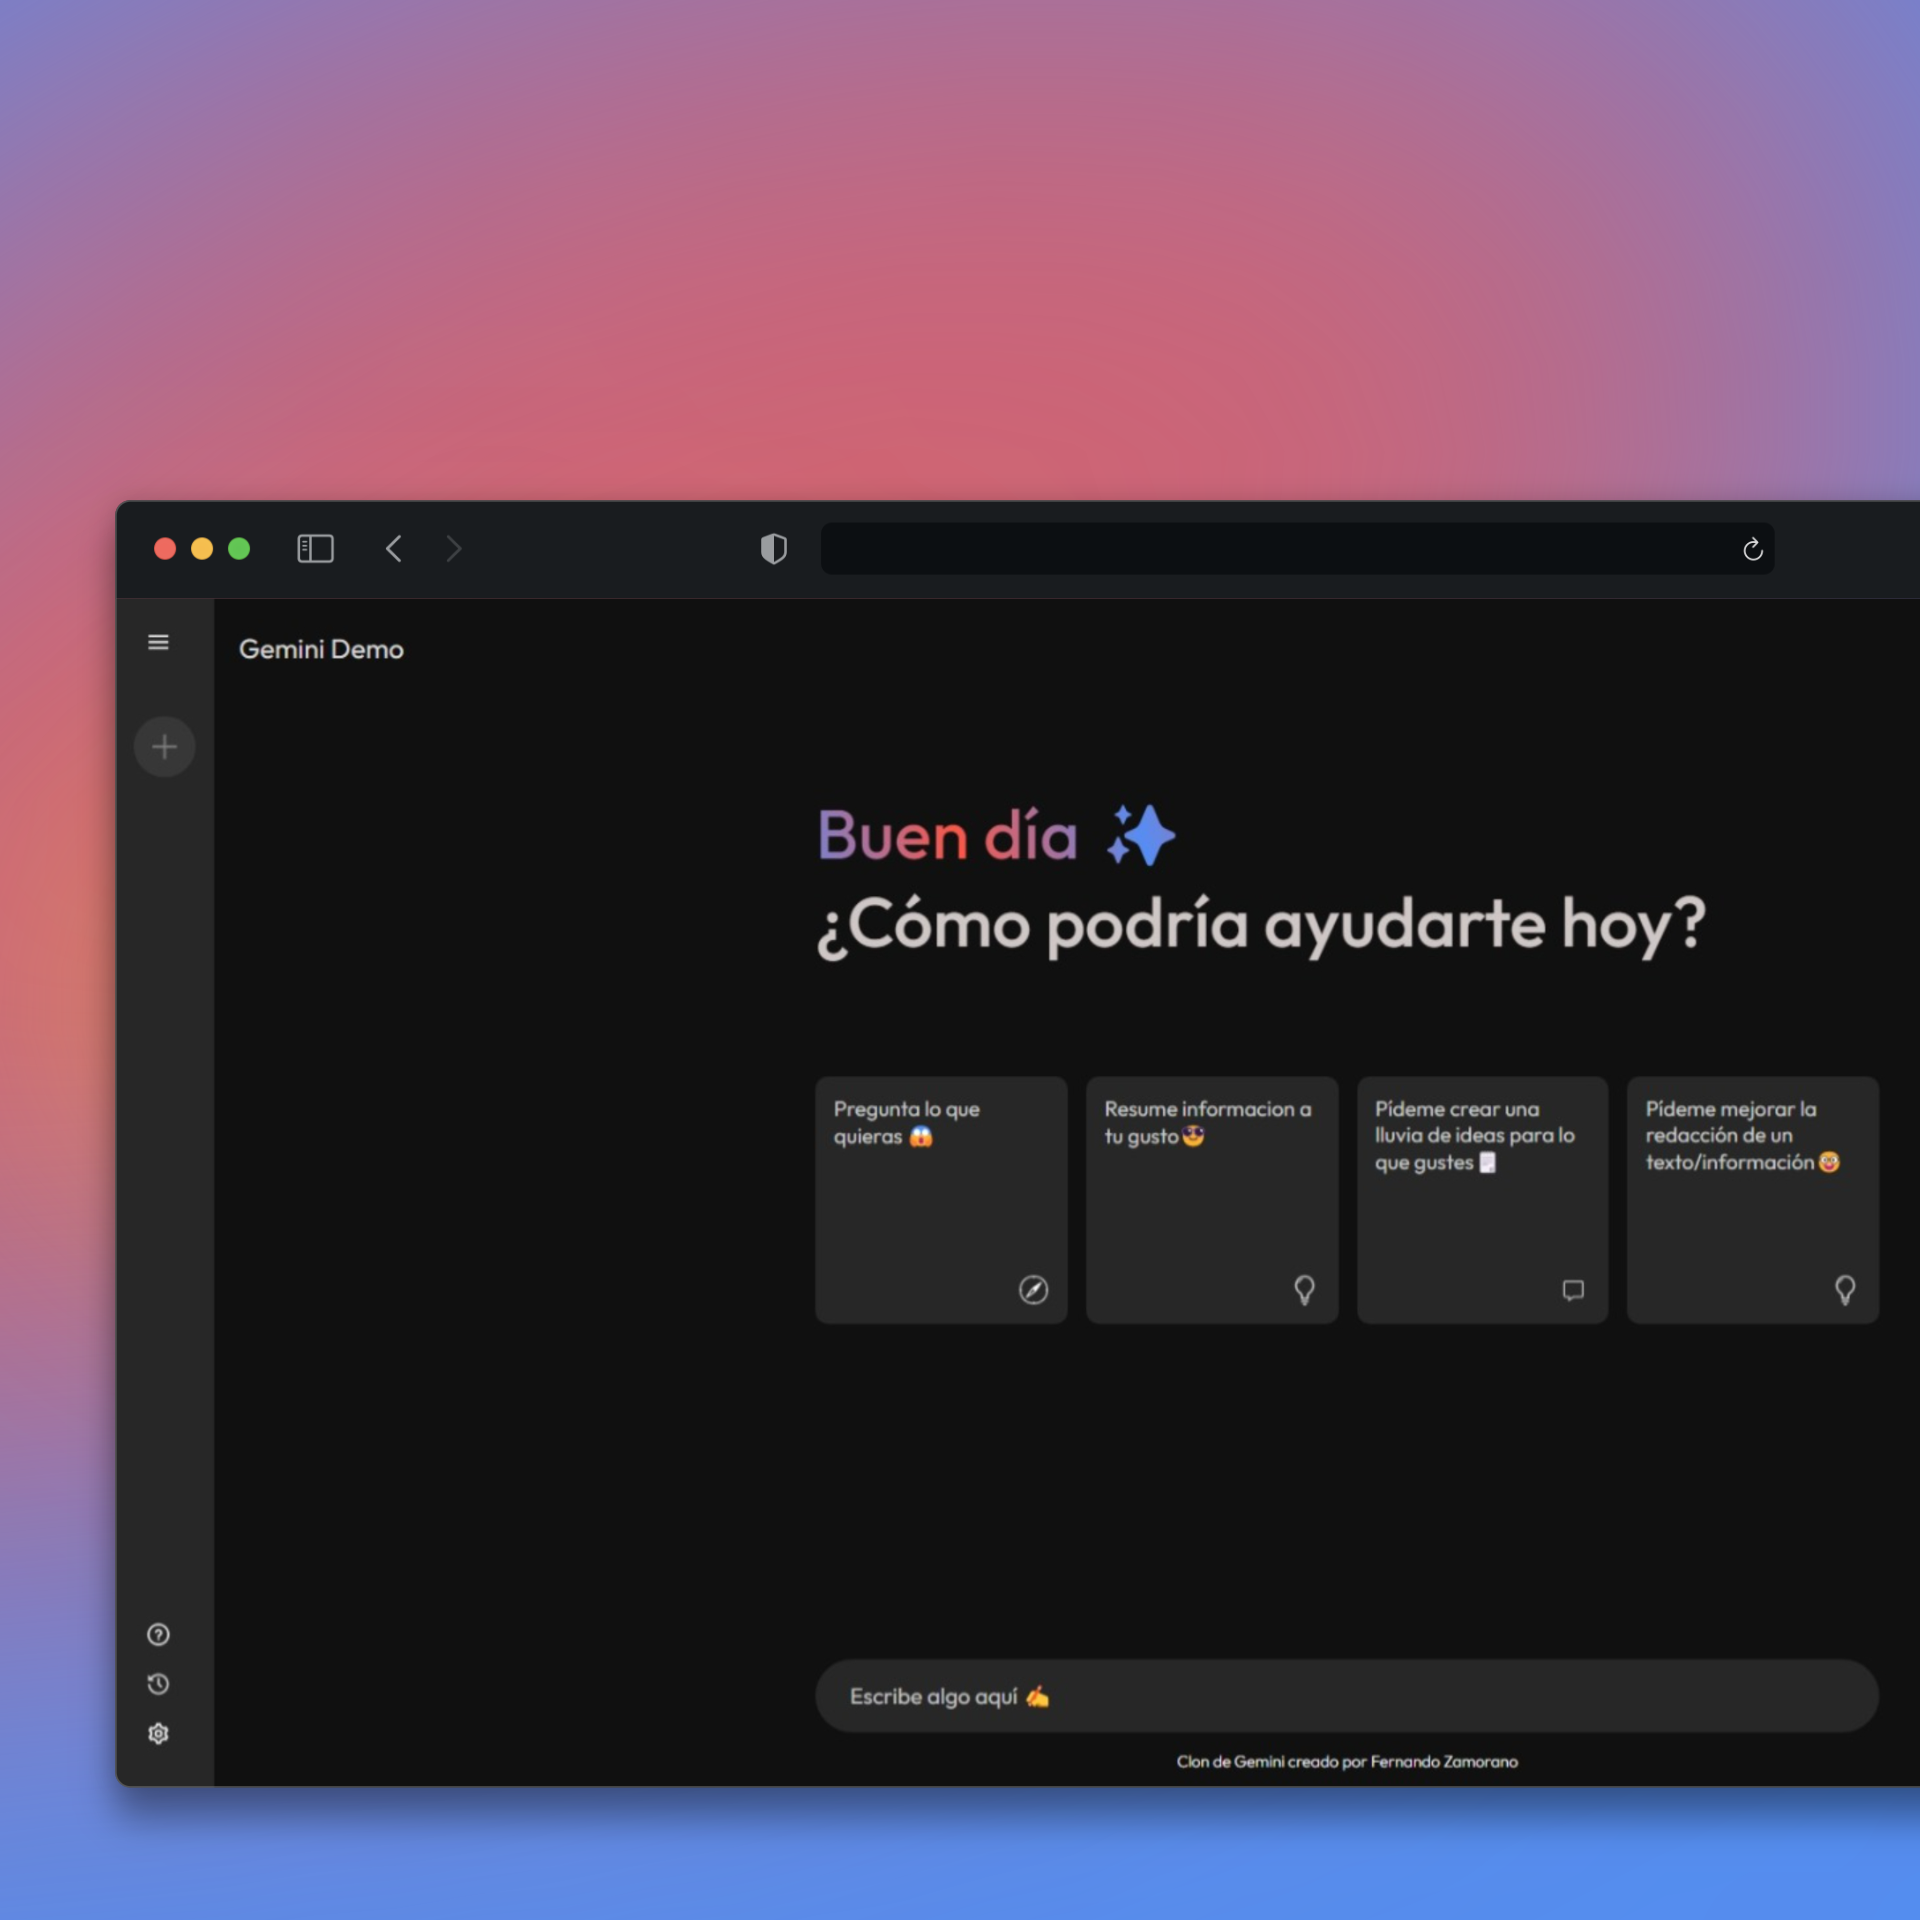 Gemini Demo
Buen día ✨
¿Cómo podría ayudarte hoy?
Pregunta lo que
quieras 😱
Resume informacion a
tu gusto😎
Pídeme crear una
lluvia de ideas para lo
que gustes 📃
Pídeme mejorar la
redacción de un
texto/información🤡
Escribe algo aquí ✍️
Clon de Gemini creado por Fernando Zamorano